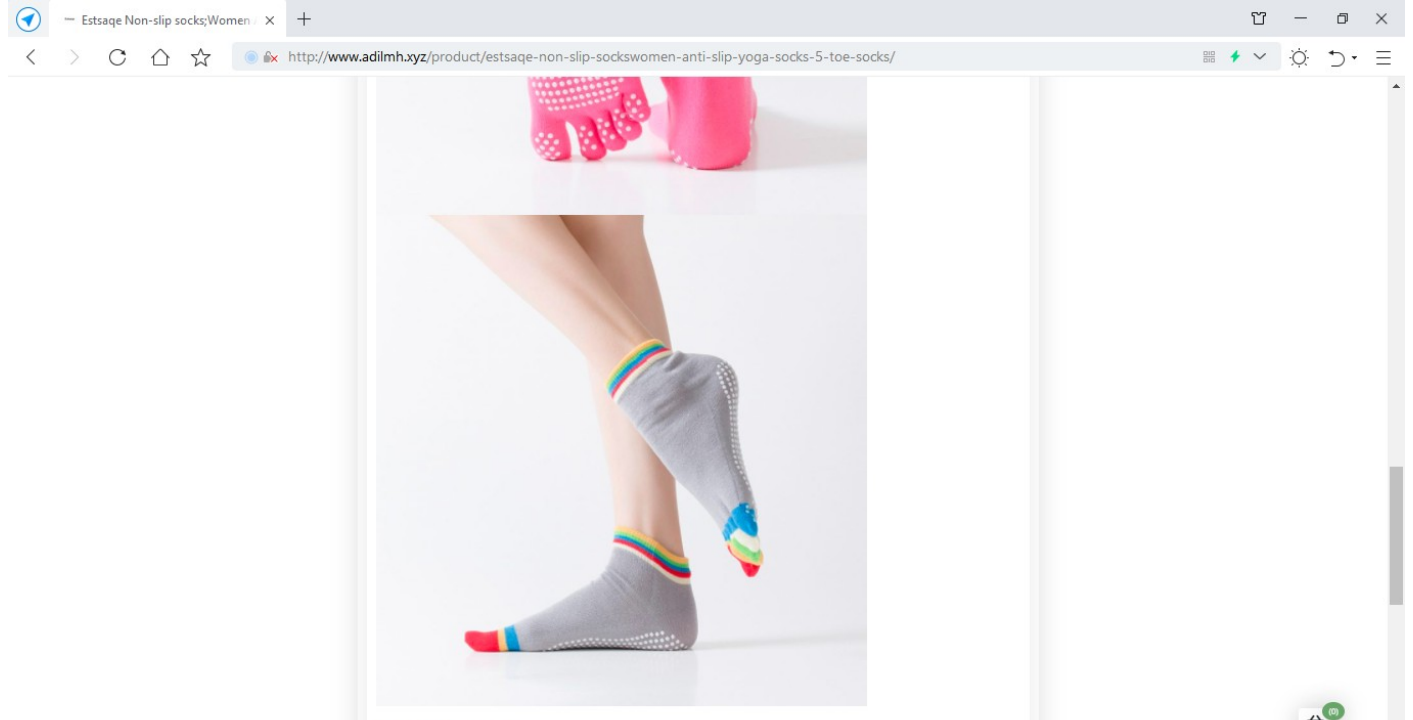 Estsaqe Non-slip socks;Women
http://www.adilmh.xyz/product/estsaqe-non-slip-sockswomen-anti-slip-yoga-socks-5-toe-socks/
(0)